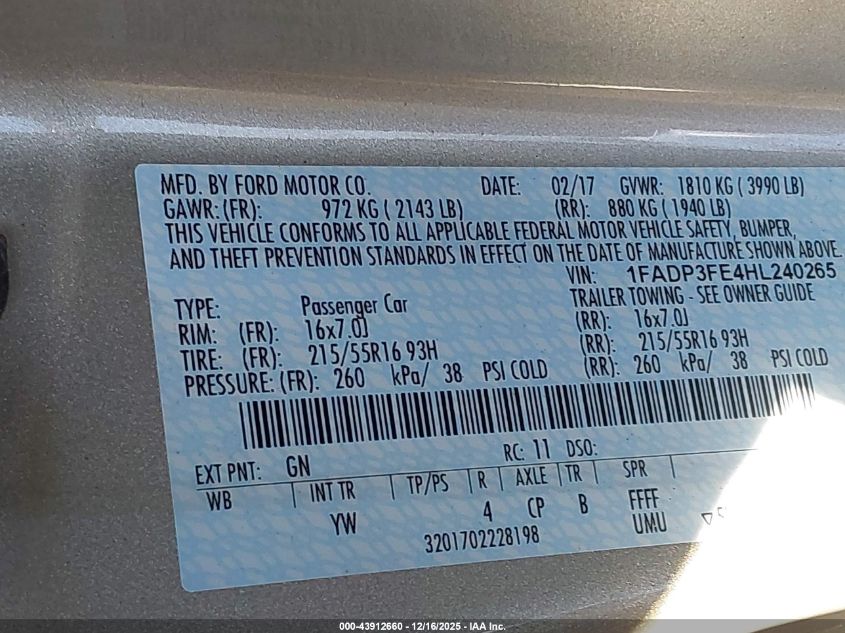 MFD. BY FORD MOTOR CO. DATE: 02/17 GVWR: 1810 KG ( 3990 LB)
GAWR:(FR): 972 KG ( 2143 LB) (RR): 880 KG ( 1940 LB)
THIS VEHICLE CONFORMS TO ALL APPLICABLE FEDERAL MOTOR VEHICLE SAFETY, BUMPER,
AND THEFT PREVENTION STANDARDS IN EFFECT ON THE DATE OF MANUFACTURE SHOWN ABOVE.
VIN: 1FADP3FE4HL240265
TYPE: Passenger Car TRAILER TOWING - SEE OWNER GUIDE
RIM: (FR): 16x7.0J (RR): 16x7.0J
TIRE: (FR): 215/55R16 93H (RR): 215/55R16 93H
PRESSURE: (FR): 260 kPa/ 38 PSI COLD (RR): 260 kPa/ 38 PSI COLD
EXT PNT: GN RC: 11 DSO:
WB INT TR TP/PS R AXLE TR SPR
YW 4 CP B FFFF
3201702228198 UMU
000-43912660 - 12/16/2025 - IAA Inc.